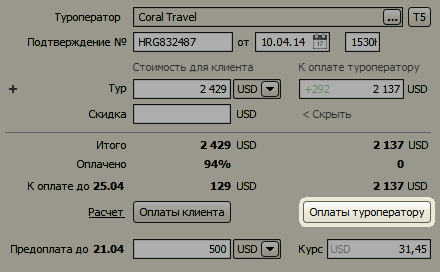 Туроператор Coral Travel ... T5
Подтверждение № HRG832487 от 10.04.14 17
Стоимость для клиента К оплате туроператору
+ Тур 2 429 USD +292 2 137 USD
Скидка USD < Скрыть
Итого 2 429 USD 2 137 USD
Оплачено 94% 0
К оплате до 25.04 129 USD 2 137 USD
Расчет Оплаты клиента Оплаты туроператору
Предоплата до 21.04 500 USD Курс USD 31,45